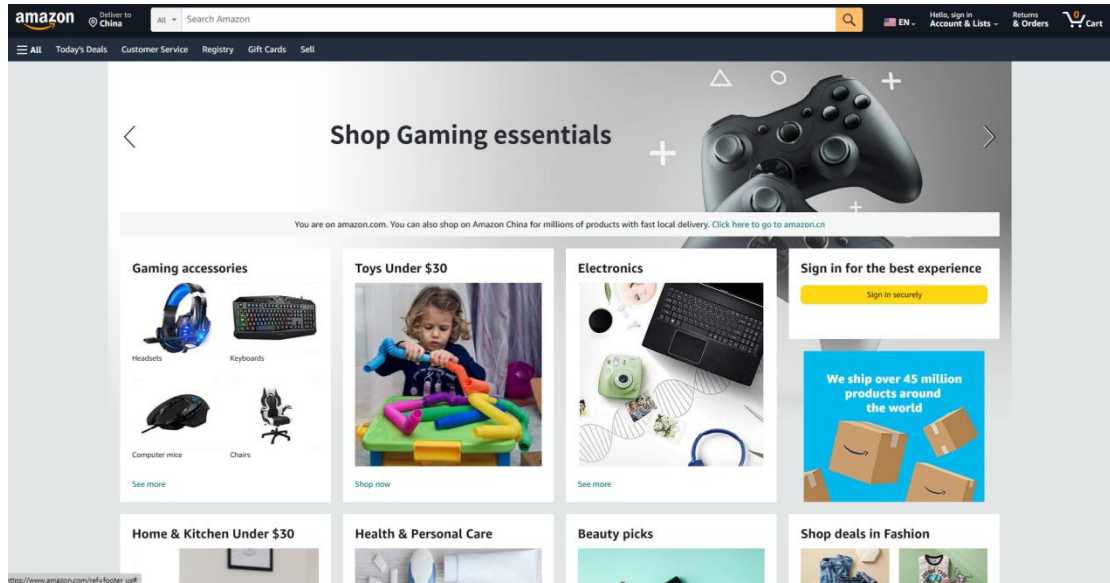 amazon
Deliver to
China
All
Search Amazon
EN
Hello, sign in
Account & Lists
Returns
& Orders
0
Cart
All
Today's Deals
Customer Service
Registry
Gift Cards
Sell
Shop Gaming essentials
You are on amazon.com. You can also shop on Amazon China for millions of products with fast local delivery. Click here to go to amazon.cn
Gaming accessories
Headsets
Keyboards
Computer mice
Chairs
See more
Toys Under $30
Shop now
Electronics
See more
Sign in for the best experience
Sign in securely
We ship over 45 million
products around
the world
Home & Kitchen Under $30
Health & Personal Care
Beauty picks
Shop deals in Fashion
ttps://www.amazon.com/ref=footer_us#